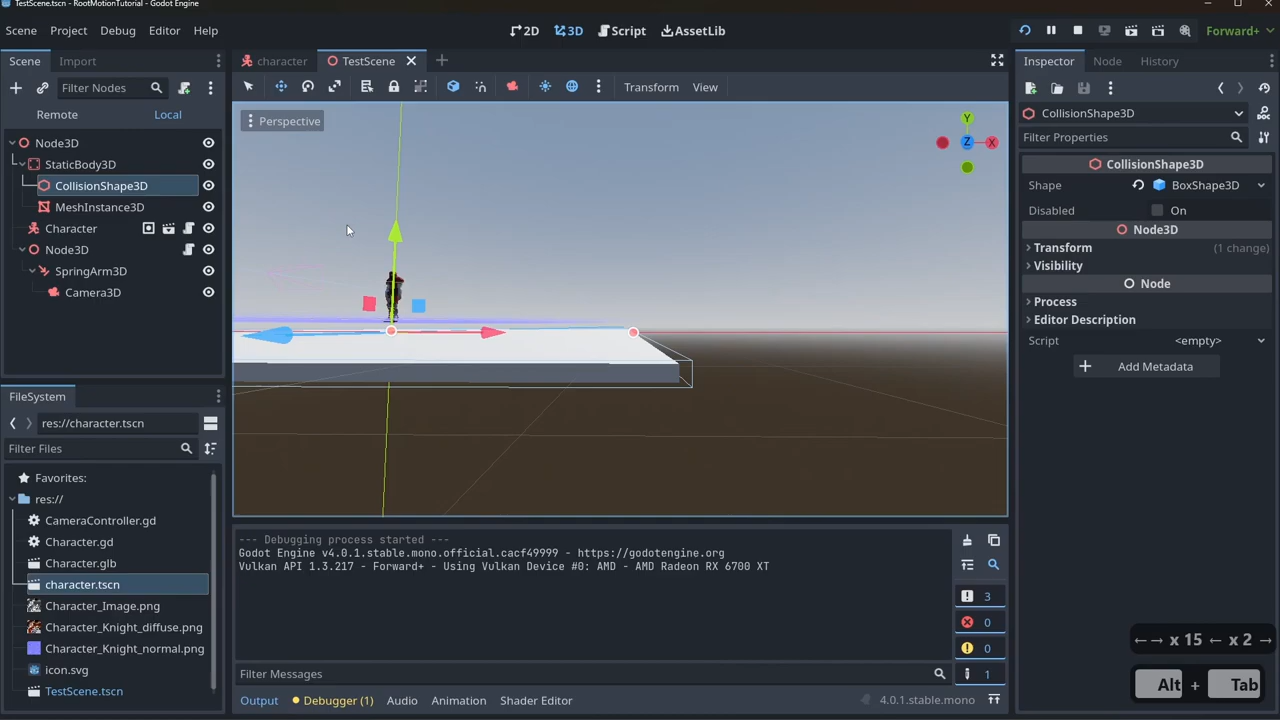 TestScene.tscn - RootMotionTutorial - Godot Engine
Scene Project Debug Editor Help
2D 3D Script AssetLib
Forward+
Scene Import
character TestScene
Inspector Node History
Filter Nodes
Transform View
Remote Local
CollisionShape3D
Perspective
Y
Z X
Filter Properties
Node3D
StaticBody3D
CollisionShape3D
MeshInstance3D
Character
Node3D
SpringArm3D
Camera3D
CollisionShape3D
Shape BoxShape3D
Disabled On
Node3D
Transform (1 change)
Visibility
Node
Process
Editor Description
Script <empty>
Add Metadata
FileSystem
res://character.tscn
Filter Files
Favorites:
res://
CameraController.gd
Character.gd
Character.glb
character.tscn
Character_Image.png
Character_Knight_diffuse.png
Character_Knight_normal.png
icon.svg
TestScene.tscn
--- Debugging process started ---
Godot Engine v4.0.1.stable.mono.official.cacf49999 - https://godotengine.org
Vulkan API 1.3.217 - Forward+ - Using Vulkan Device #0: AMD - AMD Radeon RX 6700 XT
3
0
0
1
Filter Messages
Output Debugger (1) Audio Animation Shader Editor
4.0.1.stable.mono
←→ x 15 ← x 2
Alt + Tab